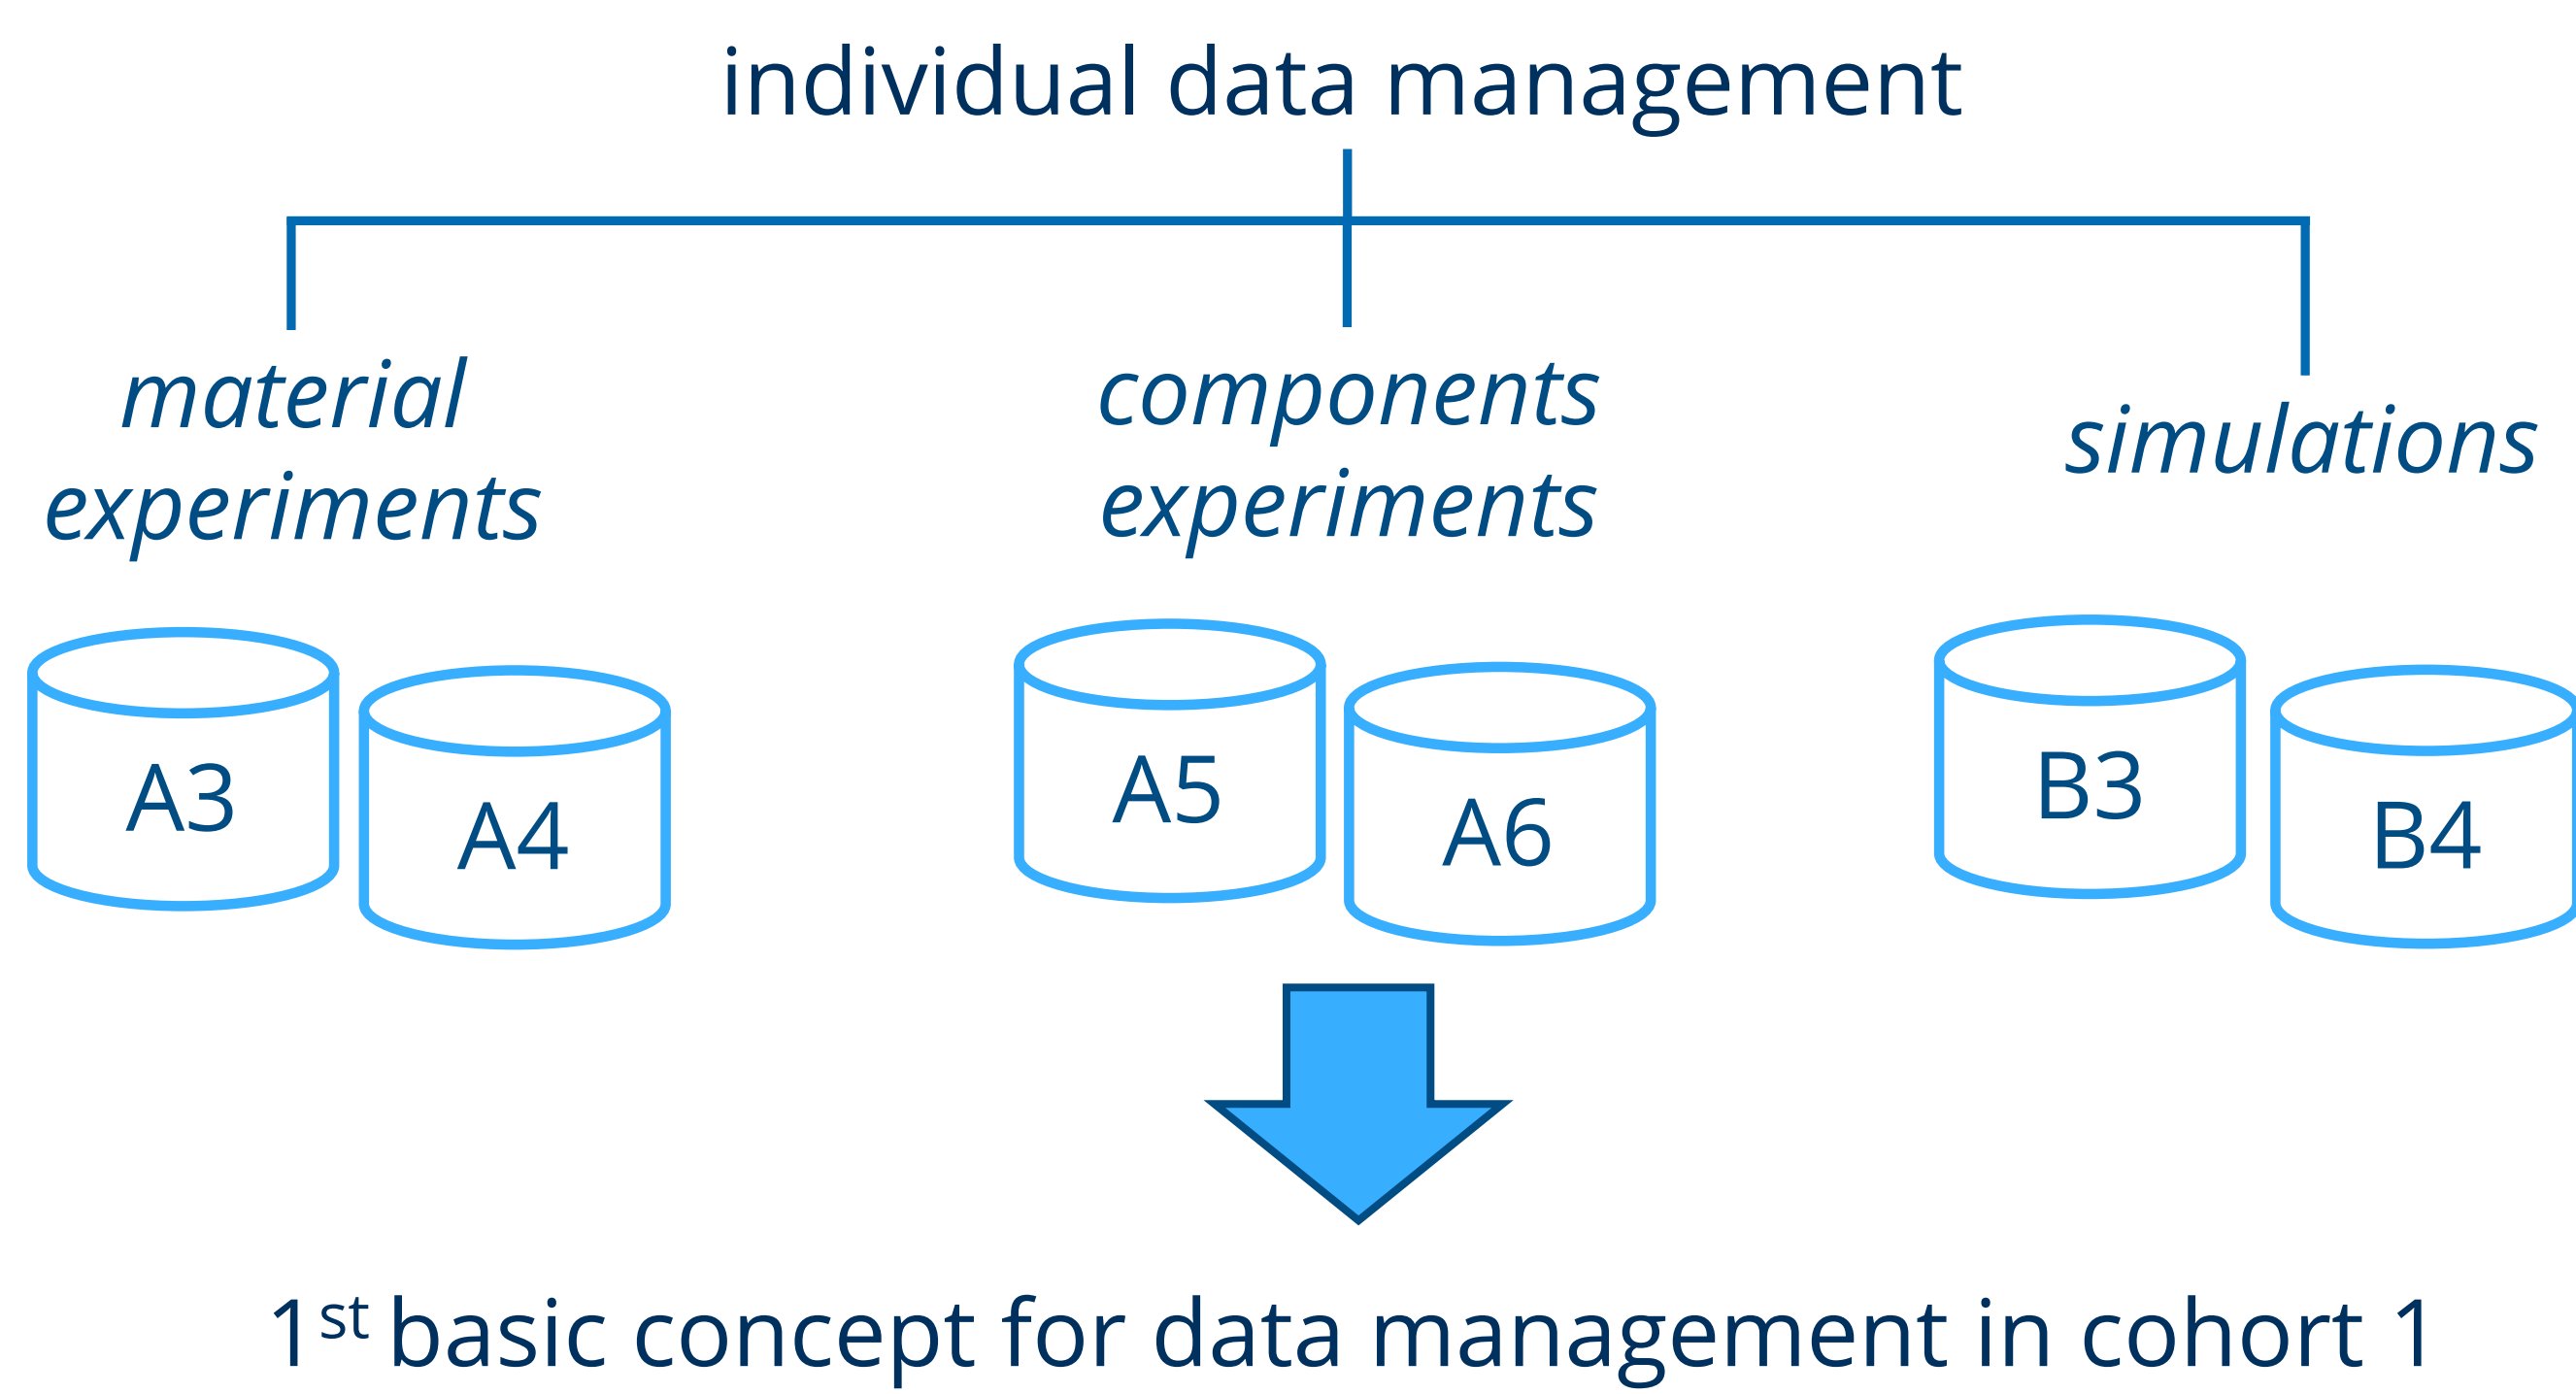 individual data management
material
experiments
components
experiments
simulations
A3
A4
A5
A6
B3
B4
1st basic concept for data management in cohort 1